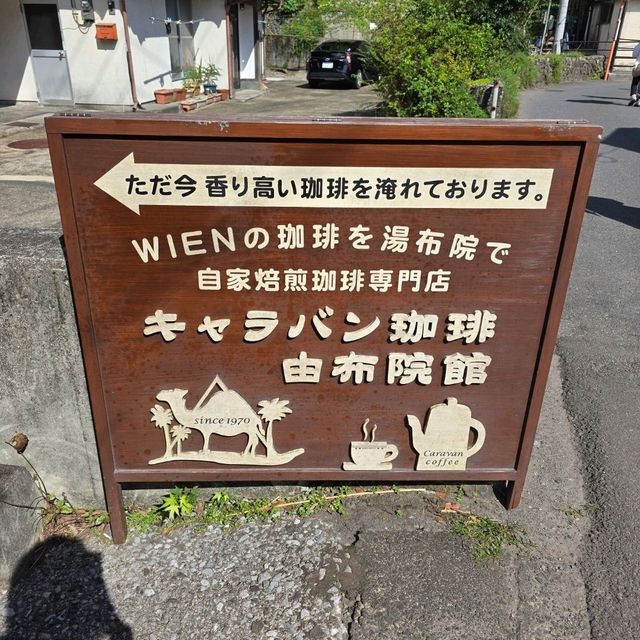 ただ今 香り高い珈琲を淹れております。
WIENの珈琲を湯布院で
自家焙煎珈琲専門店
キャラバン珈琲
由布院館
since 1970
Caravan
coffee